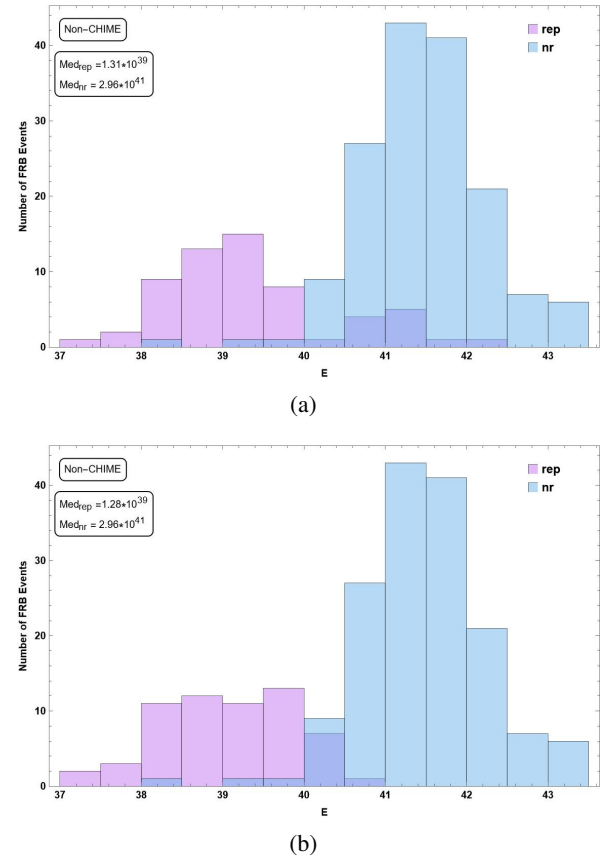 Non-CHIME
Med_rep =1.31*10^39
Med_nr = 2.96*10^41
rep
nr
Number of FRB Events
40
30
20
10
0
37 38 39 40 41 42 43
E
(a)
Non-CHIME
Med_rep =1.28*10^39
Med_nr = 2.96*10^41
rep
nr
Number of FRB Events
40
30
20
10
0
37 38 39 40 41 42 43
E
(b)